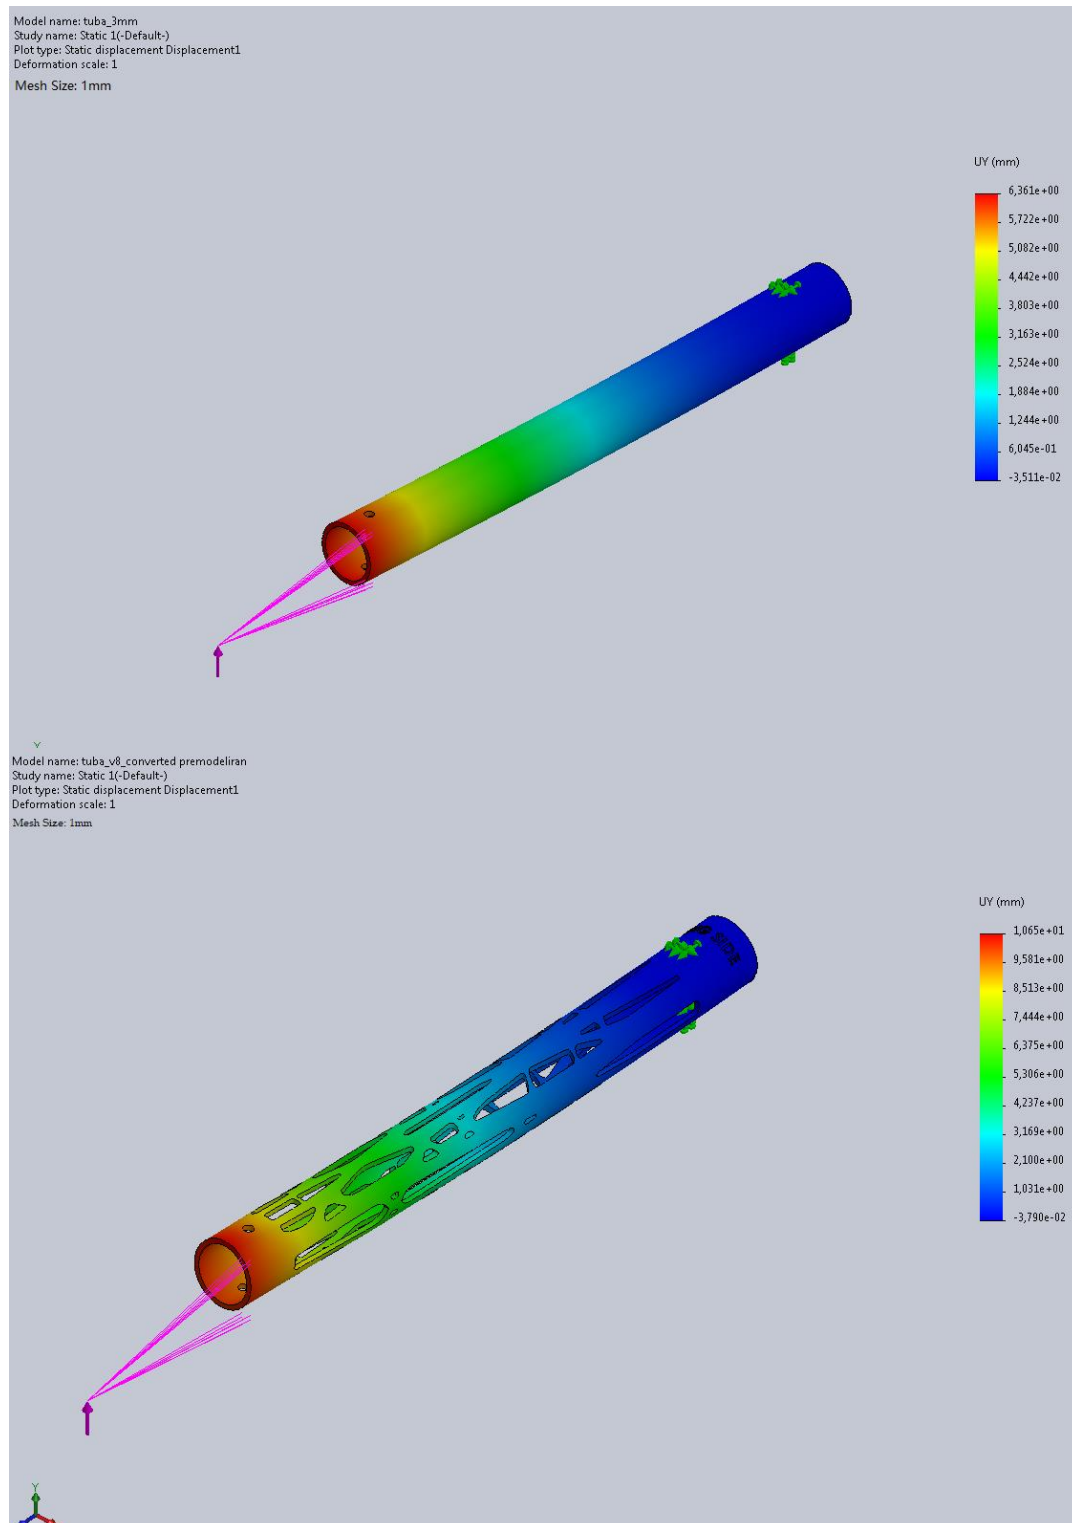 Model name: tuba_3mm
Study name: Static 1(-Default-)
Plot type: Static displacement Displacement1
Deformation scale: 1
Mesh Size: 1mm
UY (mm)
6,361e+00
5,722e+00
5,082e+00
4,442e+00
3,803e+00
3,163e+00
2,524e+00
1,884e+00
1,244e+00
6,045e-01
-3,511e-02
Y
Model name: tuba_v8_converted premodeliran
Study name: Static 1(-Default-)
Plot type: Static displacement Displacement1
Deformation scale: 1
Mesh Size: 1mm
UY (mm)
1,065e+01
9,581e+00
8,513e+00
7,444e+00
6,375e+00
5,306e+00
4,237e+00
3,169e+00
2,100e+00
1,031e+00
-3,790e-02
SIDE
Y